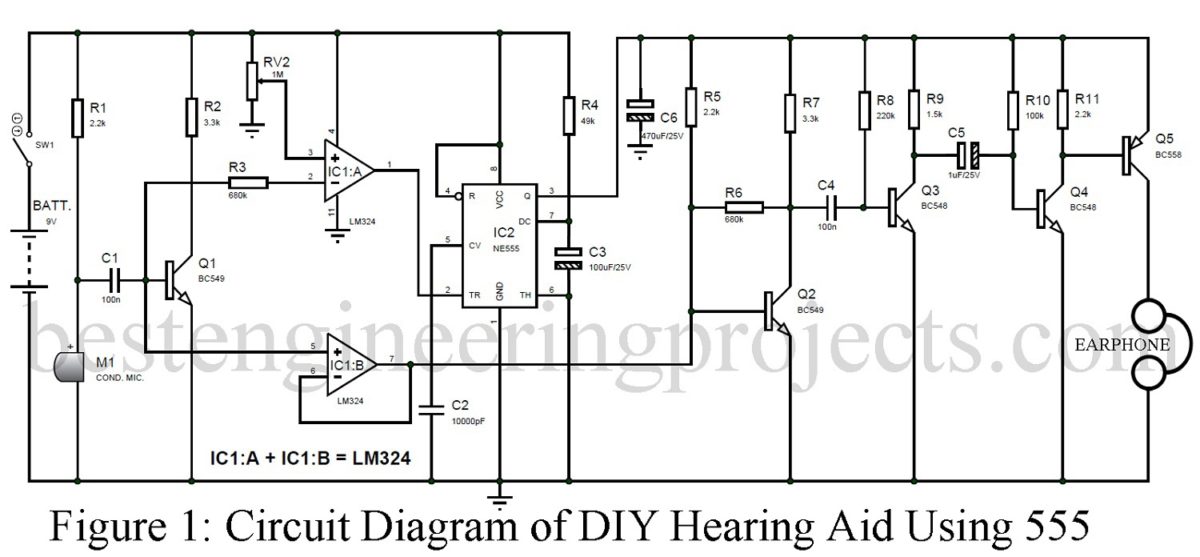 RV2
1M
R1
2.2k
R2
3.3k
SW1
R3
680k
4
3
2
1
11
IC1:A
LM324
R4
49k
8
4
R
VCC
Q
3
DC
7
5
CV
IC2
NE555
2
TR
GND
TH
6
1
C3
100uF/25V
C6
470uF/25V
R5
2.2k
R7
3.3k
R8
220k
R9
1.5k
R10
100k
R11
2.2k
C5
1uF/25V
Q5
BC558
R6
680k
C4
100n
Q3
BC548
Q4
BC548
BATT.
9V
C1
100n
Q1
BC549
Q2
BC549
bestengineeringprojects.com
EARPHONE
M1
COND. MIC.
5
6
7
IC1:B
LM324
C2
10000pF
IC1:A + IC1:B = LM324
Figure 1: Circuit Diagram of DIY Hearing Aid Using 555